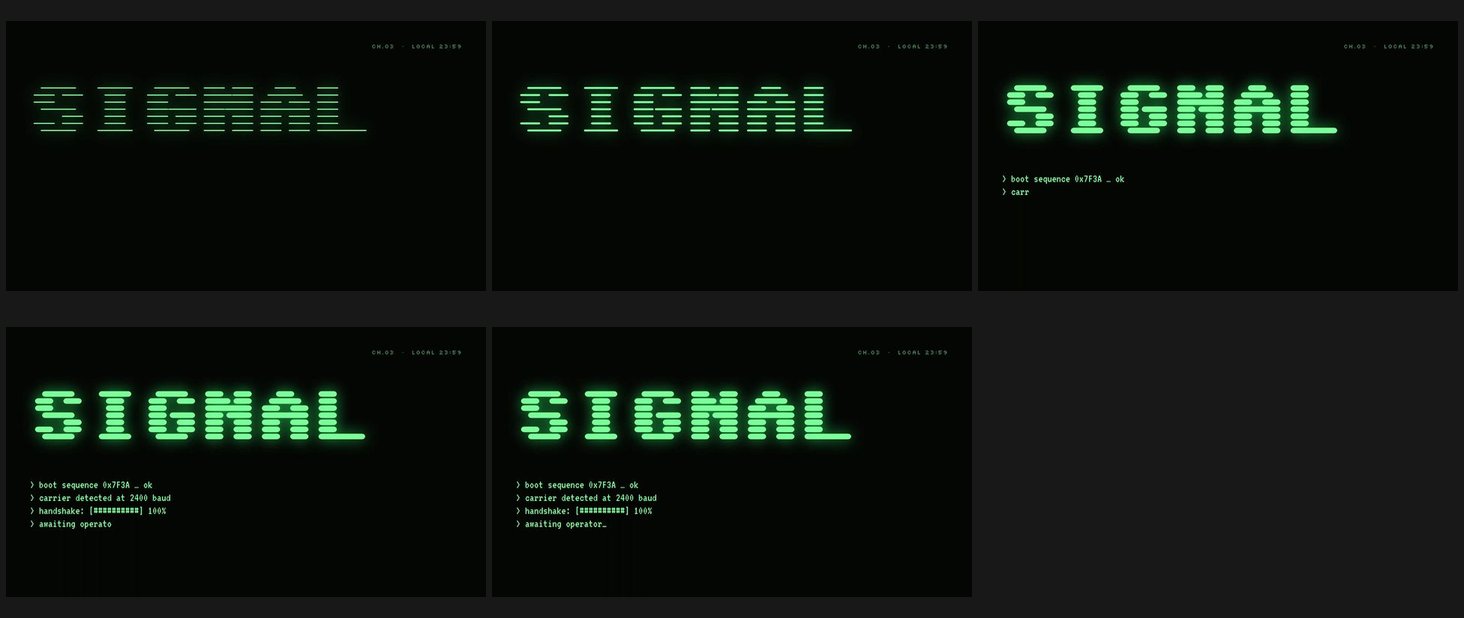 CH.03 · LOCAL 23:59
SIGNAL
CH.03 · LOCAL 23:59
SIGNAL
CH.03 · LOCAL 23:59
SIGNAL
> boot sequence 0x7F3A … ok
> carr
CH.03 · LOCAL 23:59
SIGNAL
> boot sequence 0x7F3A … ok
> carrier detected at 2400 baud
> handshake: [##########] 100%
> awaiting operato
CH.03 · LOCAL 23:59
SIGNAL
> boot sequence 0x7F3A … ok
> carrier detected at 2400 baud
> handshake: [##########] 100%
> awaiting operator_